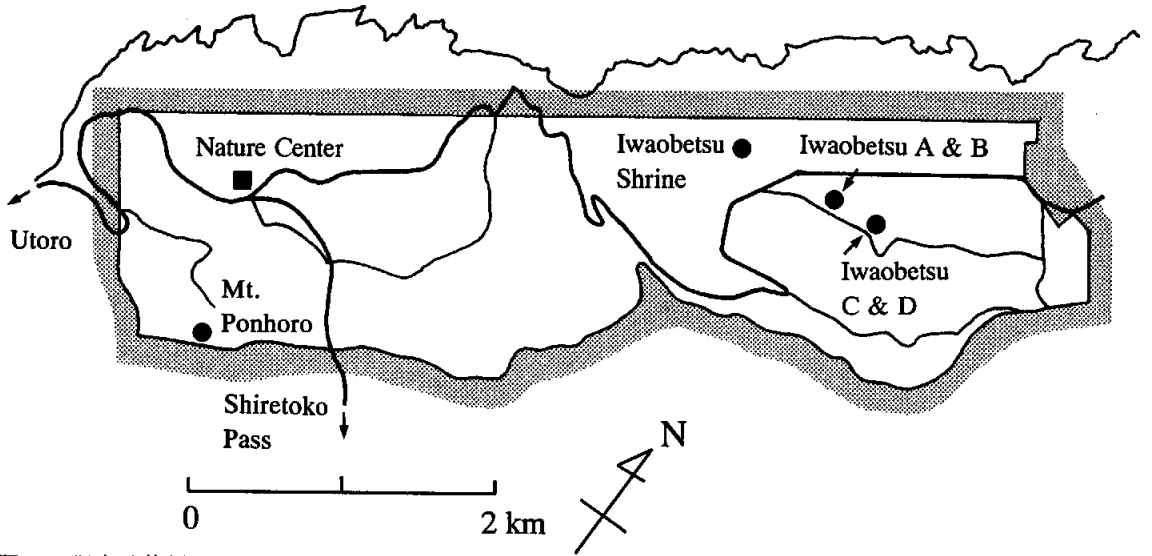 Nature Center
Iwaobetsu
Shrine
Iwaobetsu A & B
Utoro
Mt.
Ponhoro
Iwaobetsu
C & D
Shiretoko
Pass
N
0
2 km